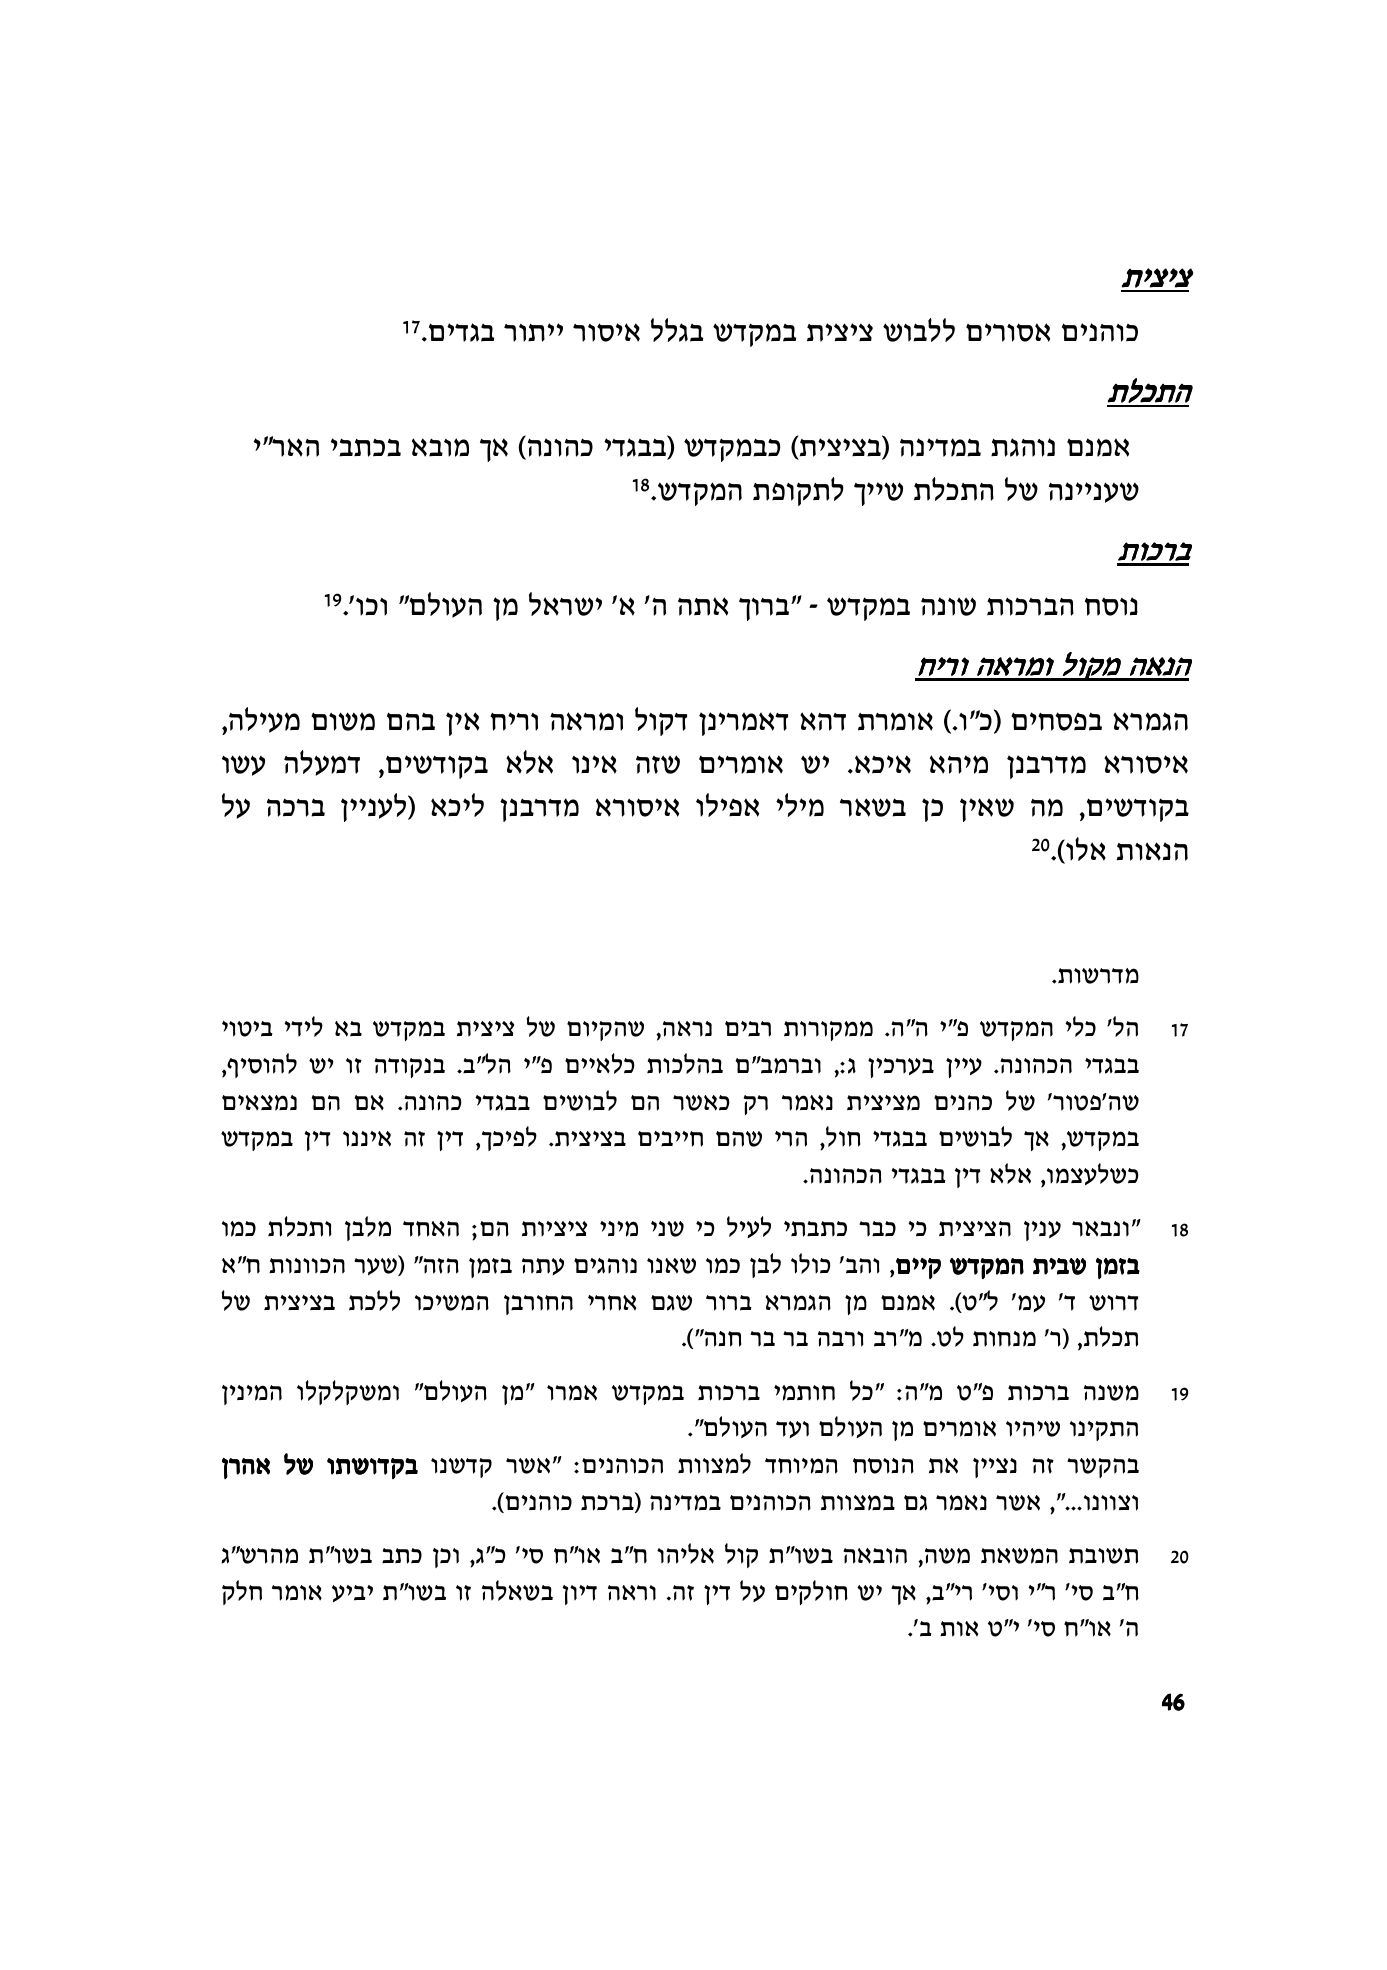 ציצית
כוהנים אסורים ללבוש ציצית במקדש בגלל איסור ייתור בגדים.17
התכלת
אמנם נוהגת במדינה (בציצית) כבמקדש (בבגדי כהונה) אך מובא בכתבי האר"י
שעניינה של התכלת שייך לתקופת המקדש.18
ברכות
נוסח הברכות שונה במקדש - "ברוך אתה ה' א' ישראל מן העולם" וכו'.19
הנאה מקול ומראה וריח
הגמרא בפסחים (כ"ו.) אומרת דהא דאמרינן דקול ומראה וריח אין בהם משום מעילה,
איסורא מדרבנן מיהא איכא. יש אומרים שזה אינו אלא בקודשים, דמעלה עשו
בקודשים, מה שאין כן בשאר מילי אפילו איסורא מדרבנן ליכא (לעניין ברכה על
הנאות אלו).20
מדרשות.
17 הל' כלי המקדש פ"י ה"ה. ממקורות רבים נראה, שהקיום של ציצית במקדש בא לידי ביטוי
בבגדי הכהונה. עיין בערכין ג:, וברמב"ם בהלכות כלאיים פ"י הל"ב. בנקודה זו יש להוסיף,
שה'פטור' של כהנים מציצית נאמר רק כאשר הם לבושים בבגדי כהונה. אם הם נמצאים
במקדש, אך לבושים בבגדי חול, הרי שהם חייבים בציצית. לפיכך, דין זה איננו דין במקדש
כשלעצמו, אלא דין בבגדי הכהונה.
18 "ונבאר ענין הציצית כי כבר כתבתי לעיל כי שני מיני ציציות הם; האחד מלבן ותכלת כמו
בזמן שבית המקדש קיים, והב' כולו לבן כמו שאנו נוהגים עתה בזמן הזה" (שער הכוונות ח"א
דרוש ד' עמ' ל"ט). אמנם מן הגמרא ברור שגם אחרי החורבן המשיכו ללכת בציצית של
תכלת, (ר' מנחות לט. מ"רב ורבה בר בר חנה").
19 משנה ברכות פ"ט מ"ה: "כל חותמי ברכות במקדש אמרו "מן העולם" ומשקלקלו המינין
התקינו שיהיו אומרים מן העולם ועד העולם".
בהקשר זה נציין את הנוסח המיוחד למצוות הכוהנים: "אשר קדשנו בקדושתו של אהרן
וצוונו...", אשר נאמר גם במצוות הכוהנים במדינה (ברכת כוהנים).
20 תשובת המשאת משה, הובאה בשו"ת קול אליהו ח"ב או"ח סי' כ"ג, וכן כתב בשו"ת מהרש"ג
ח"ב סי' ר"י וסי' רי"ב, אך יש חולקים על דין זה. וראה דיון בשאלה זו בשו"ת יביע אומר חלק
ה' או"ח סי' י"ט אות ב'.
46